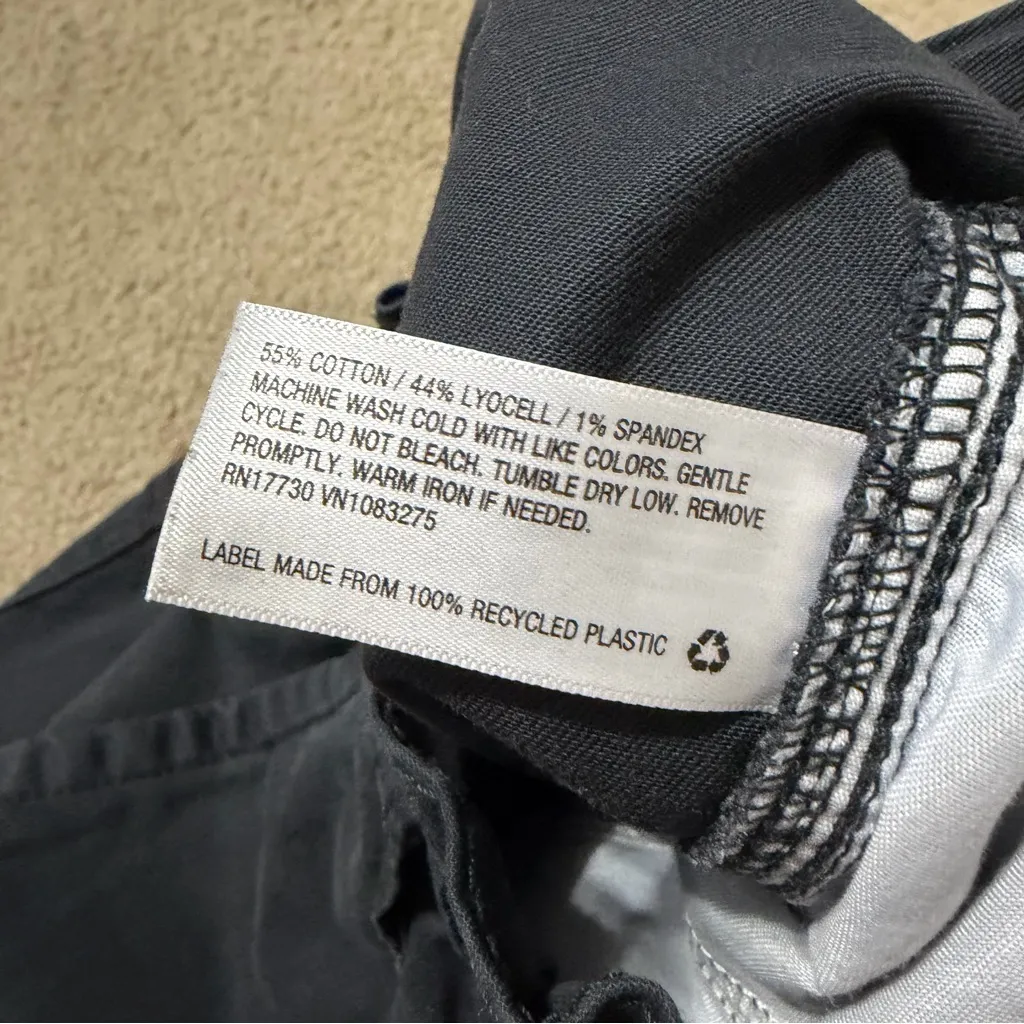 55% COTTON / 44% LYOCELL / 1% SPANDEX
MACHINE WASH COLD WITH LIKE COLORS. GENTLE
CYCLE. DO NOT BLEACH. TUMBLE DRY LOW. REMOVE
PROMPTLY. WARM IRON IF NEEDED.
RN17730 VN1083275
LABEL MADE FROM 100% RECYCLED PLASTIC